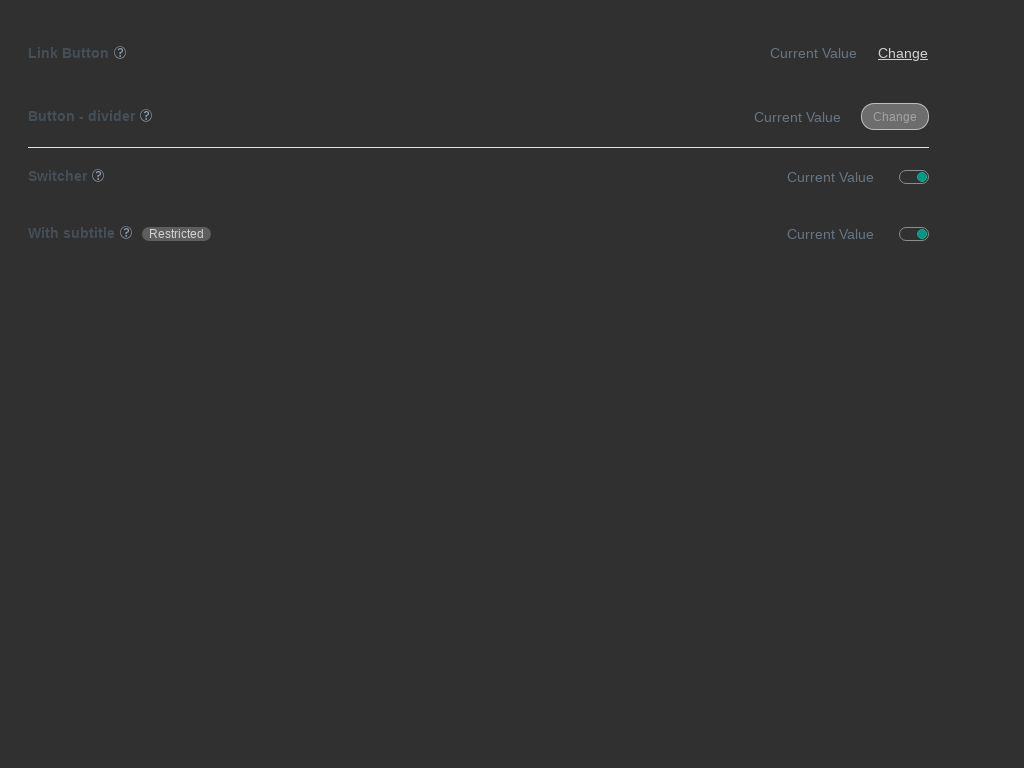 Link Button Current Value Change
Button - divider Current Value Change
Switcher Current Value
With subtitle Restricted Current Value